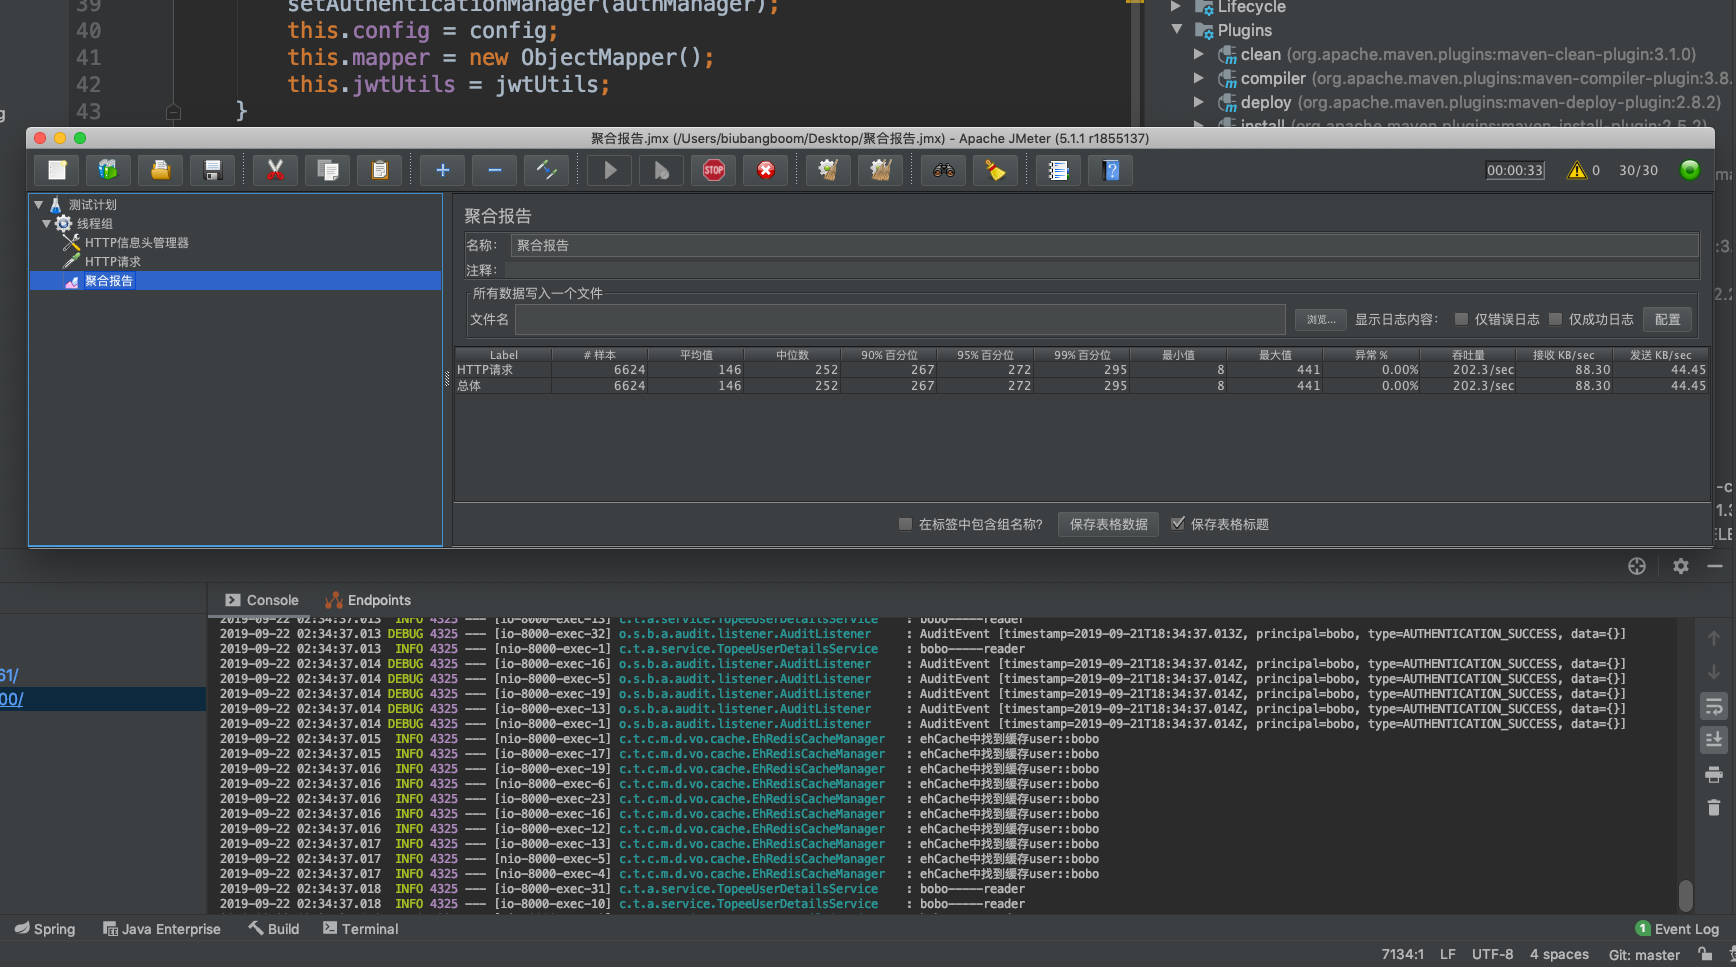 39 setAuthenticationManager(authManager);
40 this.config = config;
41 this.mapper = new ObjectMapper();
42 this.jwtUtils = jwtUtils;
43 }
Lifecycle
Plugins
clean (org.apache.maven.plugins:maven-clean-plugin:3.1.0)
compiler (org.apache.maven.plugins:maven-compiler-plugin:3.8.
deploy (org.apache.maven.plugins:maven-deploy-plugin:2.8.2)
install (org.apache.maven.plugins:maven-install-plugin:2.5.2)
聚合报告.jmx (/Users/biubangboom/Desktop/聚合报告.jmx) - Apache JMeter (5.1.1 r1855137)
STOP
00:00:33 0 30/30
测试计划
线程组
HTTP信息头管理器
HTTP请求
聚合报告
聚合报告
名称: 聚合报告
注释:
所有数据写入一个文件
文件名 浏览... 显示日志内容: 仅错误日志 仅成功日志 配置
Label # 样本 平均值 中位数 90% 百分位 95% 百分位 99% 百分位 最小值 最大值 异常 % 吞吐量 接收 KB/sec 发送 KB/sec
HTTP请求 6624 146 252 267 272 295 8 441 0.00% 202.3/sec 88.30 44.45
总体 6624 146 252 267 272 295 8 441 0.00% 202.3/sec 88.30 44.45
在标签中包含组名称? 保存表格数据 保存表格标题
Console Endpoints
61/
00/
2019-09-22 02:34:37.013 INFO 4325 --- [io-8000-exec-13] c.t.a.service.TopeeUserDetailsService : bobo-----reader
2019-09-22 02:34:37.013 DEBUG 4325 --- [io-8000-exec-32] o.s.b.a.audit.listener.AuditListener : AuditEvent [timestamp=2019-09-21T18:34:37.013Z, principal=bobo, type=AUTHENTICATION_SUCCESS, data={}]
2019-09-22 02:34:37.013 INFO 4325 --- [nio-8000-exec-1] c.t.a.service.TopeeUserDetailsService : bobo-----reader
2019-09-22 02:34:37.014 DEBUG 4325 --- [io-8000-exec-16] o.s.b.a.audit.listener.AuditListener : AuditEvent [timestamp=2019-09-21T18:34:37.014Z, principal=bobo, type=AUTHENTICATION_SUCCESS, data={}]
2019-09-22 02:34:37.014 DEBUG 4325 --- [nio-8000-exec-5] o.s.b.a.audit.listener.AuditListener : AuditEvent [timestamp=2019-09-21T18:34:37.014Z, principal=bobo, type=AUTHENTICATION_SUCCESS, data={}]
2019-09-22 02:34:37.014 DEBUG 4325 --- [io-8000-exec-19] o.s.b.a.audit.listener.AuditListener : AuditEvent [timestamp=2019-09-21T18:34:37.014Z, principal=bobo, type=AUTHENTICATION_SUCCESS, data={}]
2019-09-22 02:34:37.014 DEBUG 4325 --- [io-8000-exec-13] o.s.b.a.audit.listener.AuditListener : AuditEvent [timestamp=2019-09-21T18:34:37.014Z, principal=bobo, type=AUTHENTICATION_SUCCESS, data={}]
2019-09-22 02:34:37.014 DEBUG 4325 --- [nio-8000-exec-1] o.s.b.a.audit.listener.AuditListener : AuditEvent [timestamp=2019-09-21T18:34:37.014Z, principal=bobo, type=AUTHENTICATION_SUCCESS, data={}]
2019-09-22 02:34:37.015 INFO 4325 --- [nio-8000-exec-1] c.t.c.m.d.vo.cache.EhRedisCacheManager : ehCache中找到缓存user::bobo
2019-09-22 02:34:37.015 INFO 4325 --- [io-8000-exec-17] c.t.c.m.d.vo.cache.EhRedisCacheManager : ehCache中找到缓存user::bobo
2019-09-22 02:34:37.016 INFO 4325 --- [io-8000-exec-19] c.t.c.m.d.vo.cache.EhRedisCacheManager : ehCache中找到缓存user::bobo
2019-09-22 02:34:37.016 INFO 4325 --- [nio-8000-exec-6] c.t.c.m.d.vo.cache.EhRedisCacheManager : ehCache中找到缓存user::bobo
2019-09-22 02:34:37.016 INFO 4325 --- [io-8000-exec-23] c.t.c.m.d.vo.cache.EhRedisCacheManager : ehCache中找到缓存user::bobo
2019-09-22 02:34:37.016 INFO 4325 --- [io-8000-exec-16] c.t.c.m.d.vo.cache.EhRedisCacheManager : ehCache中找到缓存user::bobo
2019-09-22 02:34:37.016 INFO 4325 --- [io-8000-exec-12] c.t.c.m.d.vo.cache.EhRedisCacheManager : ehCache中找到缓存user::bobo
2019-09-22 02:34:37.017 INFO 4325 --- [io-8000-exec-13] c.t.c.m.d.vo.cache.EhRedisCacheManager : ehCache中找到缓存user::bobo
2019-09-22 02:34:37.017 INFO 4325 --- [nio-8000-exec-5] c.t.c.m.d.vo.cache.EhRedisCacheManager : ehCache中找到缓存user::bobo
2019-09-22 02:34:37.017 INFO 4325 --- [nio-8000-exec-4] c.t.c.m.d.vo.cache.EhRedisCacheManager : ehCache中找到缓存user::bobo
2019-09-22 02:34:37.018 INFO 4325 --- [io-8000-exec-31] c.t.a.service.TopeeUserDetailsService : bobo-----reader
2019-09-22 02:34:37.018 INFO 4325 --- [io-8000-exec-10] c.t.a.service.TopeeUserDetailsService : bobo-----reader
Spring Java Enterprise Build Terminal 1 Event Log
7134:1 LF UTF-8 4 spaces Git: master